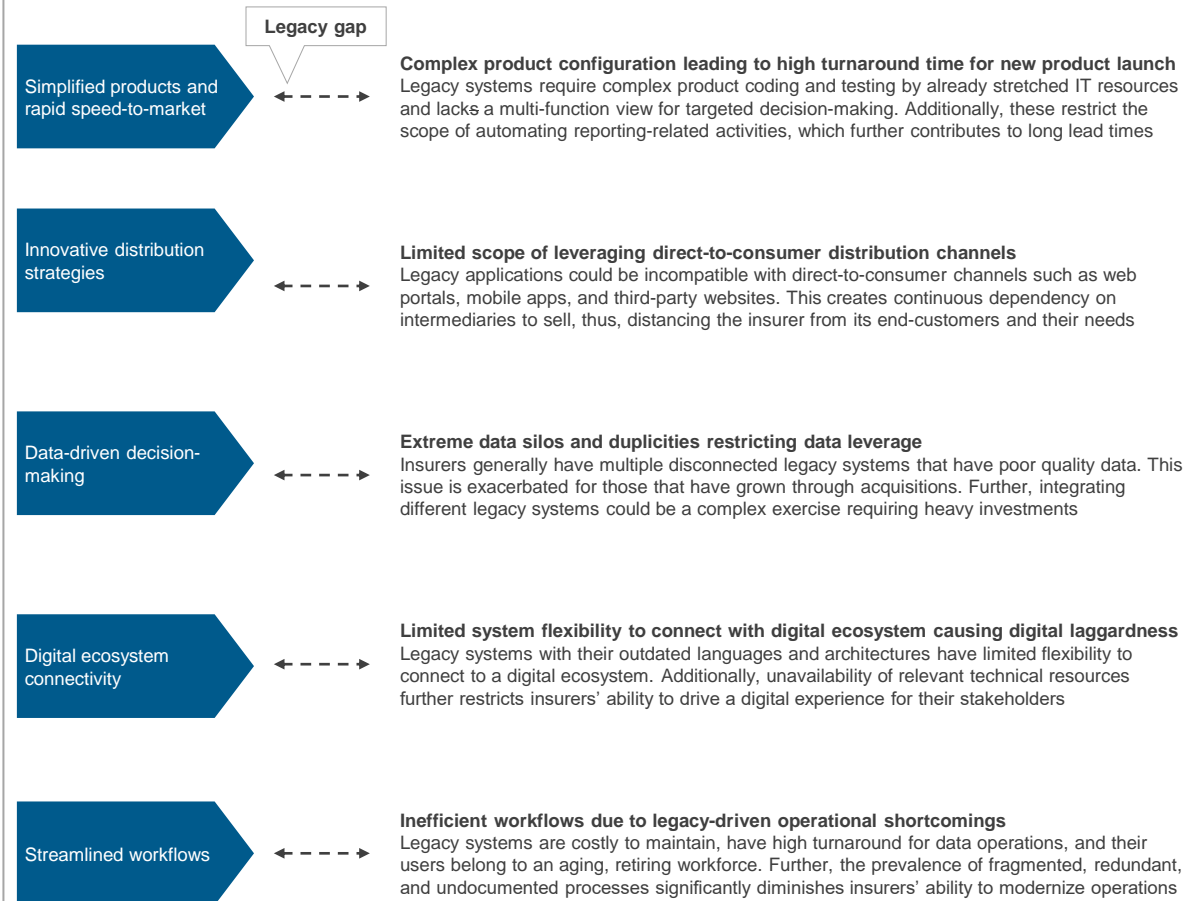 Legacy gap
Simplified products and
rapid speed-to-market
Complex product configuration leading to high turnaround time for new product launch
Legacy systems require complex product coding and testing by already stretched IT resources
and lacks a multi-function view for targeted decision-making. Additionally, these restrict the
scope of automating reporting-related activities, which further contributes to long lead times
Innovative distribution
strategies
Limited scope of leveraging direct-to-consumer distribution channels
Legacy applications could be incompatible with direct-to-consumer channels such as web
portals, mobile apps, and third-party websites. This creates continuous dependency on
intermediaries to sell, thus, distancing the insurer from its end-customers and their needs
Data-driven decision-
making
Extreme data silos and duplicities restricting data leverage
Insurers generally have multiple disconnected legacy systems that have poor quality data. This
issue is exacerbated for those that have grown through acquisitions. Further, integrating
different legacy systems could be a complex exercise requiring heavy investments
Digital ecosystem
connectivity
Limited system flexibility to connect with digital ecosystem causing digital laggardness
Legacy systems with their outdated languages and architectures have limited flexibility to
connect to a digital ecosystem. Additionally, unavailability of relevant technical resources
further restricts insurers’ ability to drive a digital experience for their stakeholders
Streamlined workflows
Inefficient workflows due to legacy-driven operational shortcomings
Legacy systems are costly to maintain, have high turnaround for data operations, and their
users belong to an aging, retiring workforce. Further, the prevalence of fragmented, redundant,
and undocumented processes significantly diminishes insurers’ ability to modernize operations